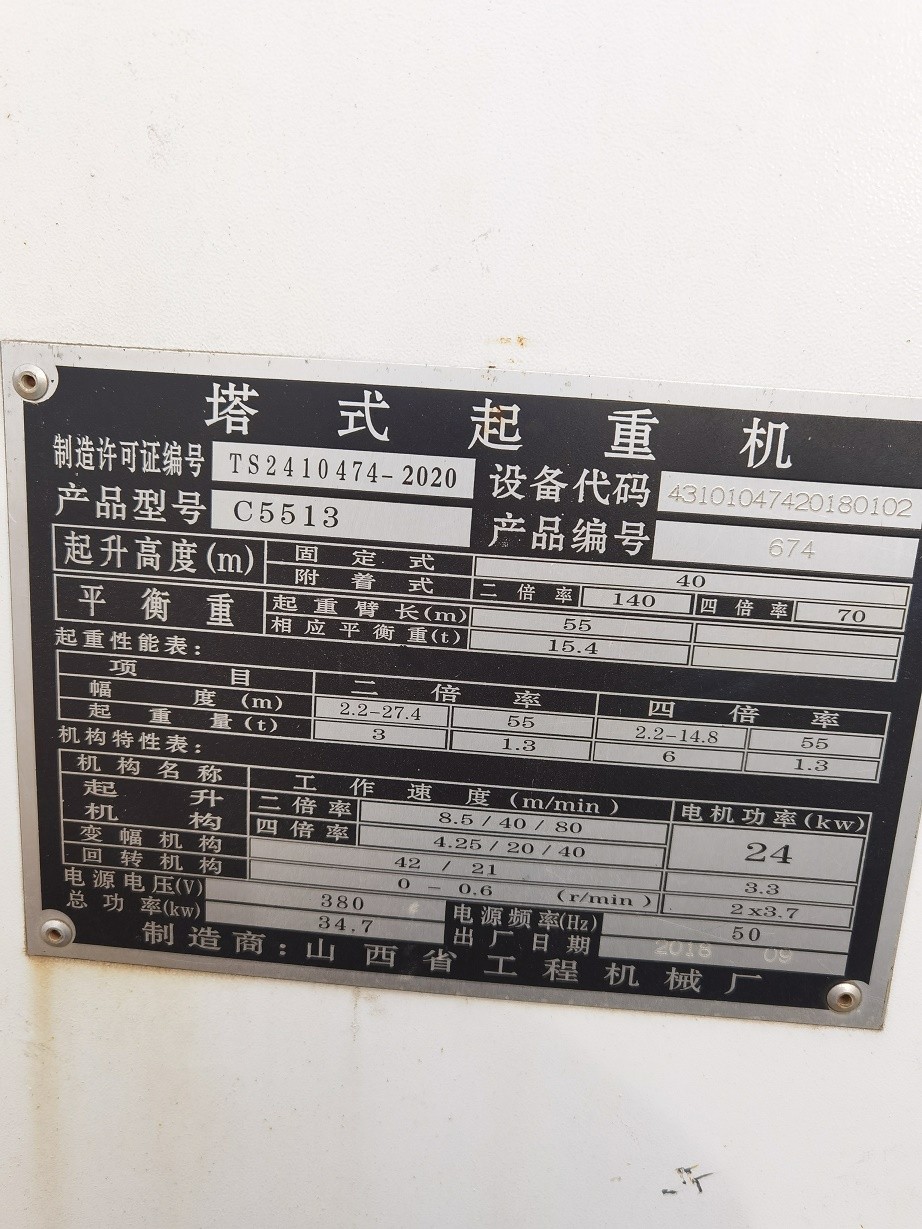 塔式起重机
制造许可证编号 TS2410474-2020 设备代码 43101047420180102
产品型号 C5513 产品编号 674
起升高度(m) 固定式 40
附着式 二倍率 140 四倍率 70
平衡重 起重臂长(m) 55
相应平衡重(t) 15.4
起重性能表:
项目 二倍率 四倍率
幅度(m) 2.2-27.4 55 2.2-14.8 55
起重量(t) 3 1.3 6 1.3
机构特性表:
机构名称 工作速度(m/min) 电机功率(kw)
起升机构 二倍率 8.5/40/80 24
四倍率 4.25/20/40
变幅机构 42/21 3.3
回转机构 0-0.6 (r/min) 2x3.7
电源电压(V) 380 电源频率(Hz) 50
总功率(kw) 34.7 出厂日期 2018 09
制造商:山西省工程机械厂